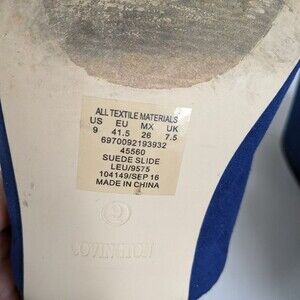 ALL TEXTILE MATERIALS
US EU MX UK
9 41.5 26 7.5
6970092193932
45560
SUEDE SLIDE
LEU/9575
104149/SEP 16
MADE IN CHINA
COVINGTON